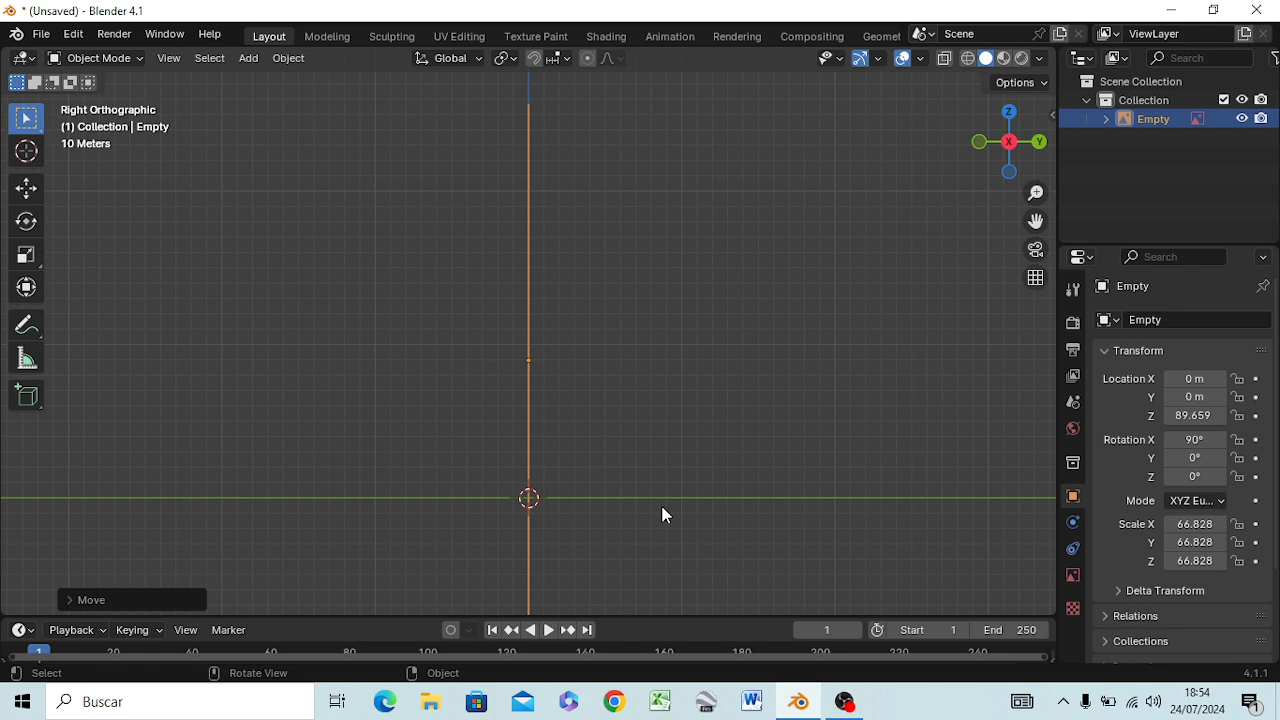 * (Unsaved) - Blender 4.1
File Edit Render Window Help Layout Modeling Sculpting UV Editing Texture Paint Shading Animation Rendering Compositing Geomet Scene ViewLayer
Object Mode View Select Add Object Global Search
Options
Right Orthographic
(1) Collection | Empty
10 Meters
Z
Y
X
Scene Collection
Collection
Empty
Search
Empty
Empty
Transform
Location X 0 m
Y 0 m
Z 89.659
Rotation X 90°
Y 0°
Z 0°
Mode XYZ Eu...
Scale X 66.828
Y 66.828
Z 66.828
Delta Transform
Relations
Collections
Move
Playback Keying View Marker 1 Start 1 End 250
1 20 40 60 80 100 120 140 160 180 200 220 240
Select Rotate View Object 4.1.1
Buscar
8:54
24/07/2024
1